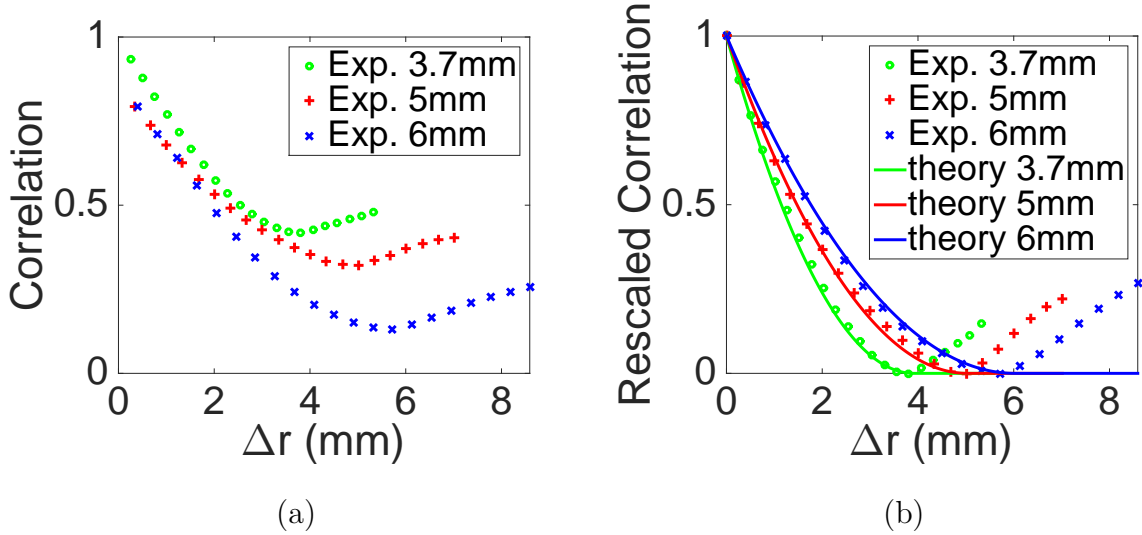 1
0.5
0
0 2 4 6 8
Correlation
Δr (mm)
Exp. 3.7mm
Exp. 5mm
Exp. 6mm
(a)
1
0.5
0
0 2 4 6 8
Rescaled Correlation
Δr (mm)
Exp. 3.7mm
Exp. 5mm
Exp. 6mm
theory 3.7mm
theory 5mm
theory 6mm
(b)